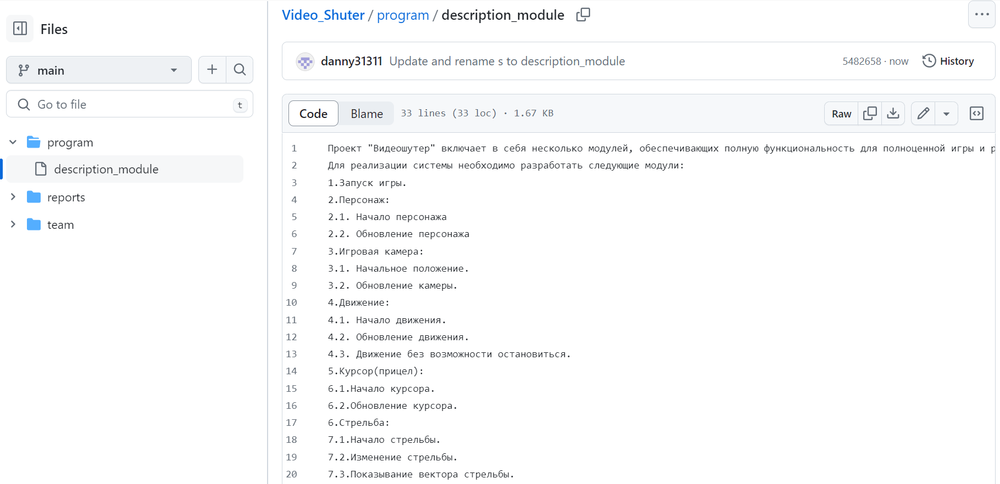 Files
main
Go to file
t
program
description_module
reports
team
Video_Shuter / program / description_module
danny31311 Update and rename s to description_module
5482658 · now
History
Code
Blame
33 lines (33 loc) · 1.67 KB
Raw
1 Проект "Видеошутер" включает в себя несколько модулей, обеспечивающих полную функциональность для полноценной игры и
2 Для реализации системы необходимо разработать следующие модули:
3 1.Запуск игры.
4 2.Персонаж:
5 2.1. Начало персонажа
6 2.2. Обновление персонажа
7 3.Игровая камера:
8 3.1. Начальное положение.
9 3.2. Обновление камеры.
10 4.Движение:
11 4.1. Начало движения.
12 4.2. Обновление движения.
13 4.3. Движение без возможности остановиться.
14 5.Курсор(прицел):
15 6.1.Начало курсора.
16 6.2.Обновление курсора.
17 6.Стрельба:
18 7.1.Начало стрельбы.
19 7.2.Изменение стрельбы.
20 7.3.Показывание вектора стрельбы.